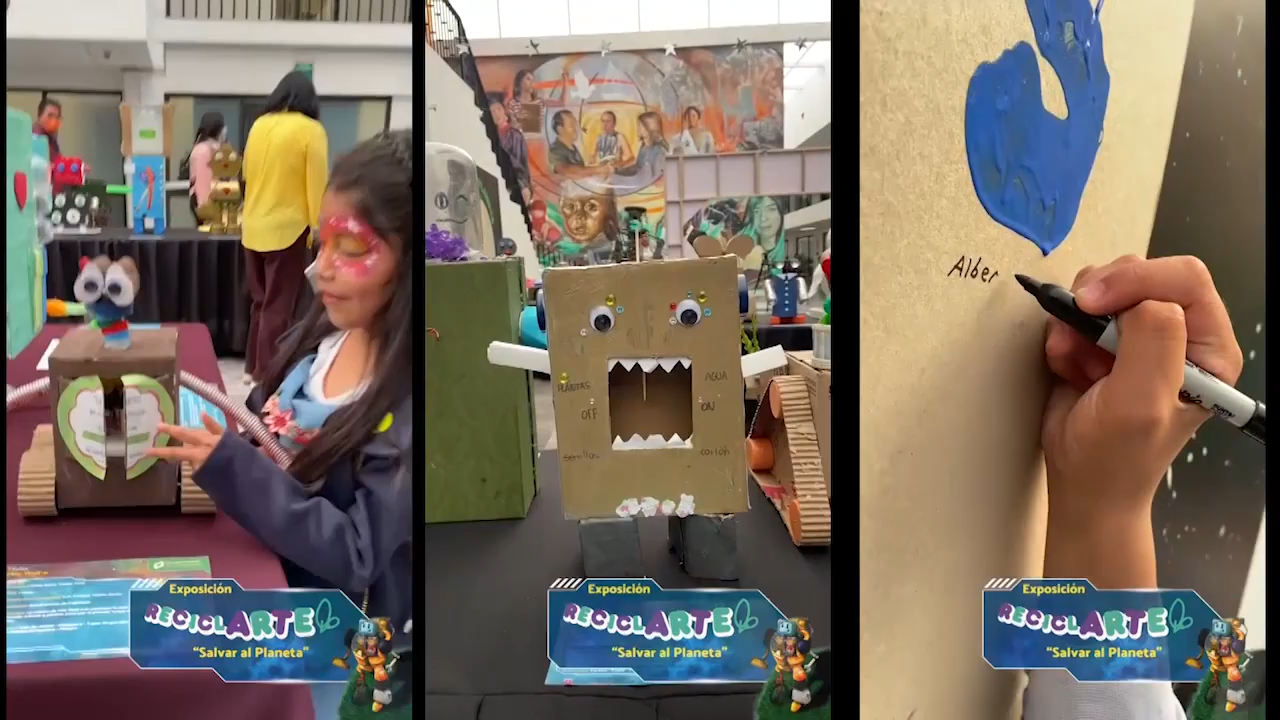 Exposición
RECICLARTE
"Salvar al Planeta"
PLANTAS
AGUA
OFF
ON
Semillas
cartón
Exposición
RECICLARTE
"Salvar al Planeta"
Alber
Exposición
RECICLARTE
"Salvar al Planeta"